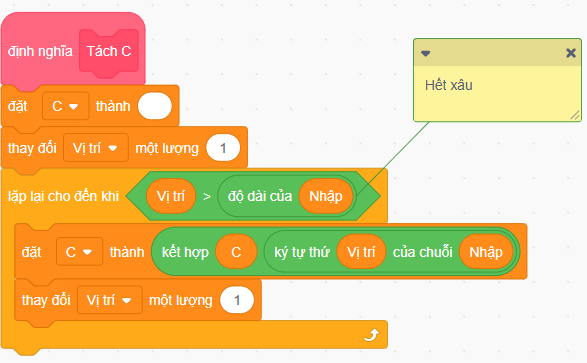 định nghĩa Tách C
đặt C thành
thay đổi Vị trí một lượng 1
lặp lại cho đến khi Vị trí > độ dài của Nhập
Hết xâu
đặt C thành kết hợp C ký tự thứ Vị trí của chuỗi Nhập
thay đổi Vị trí một lượng 1